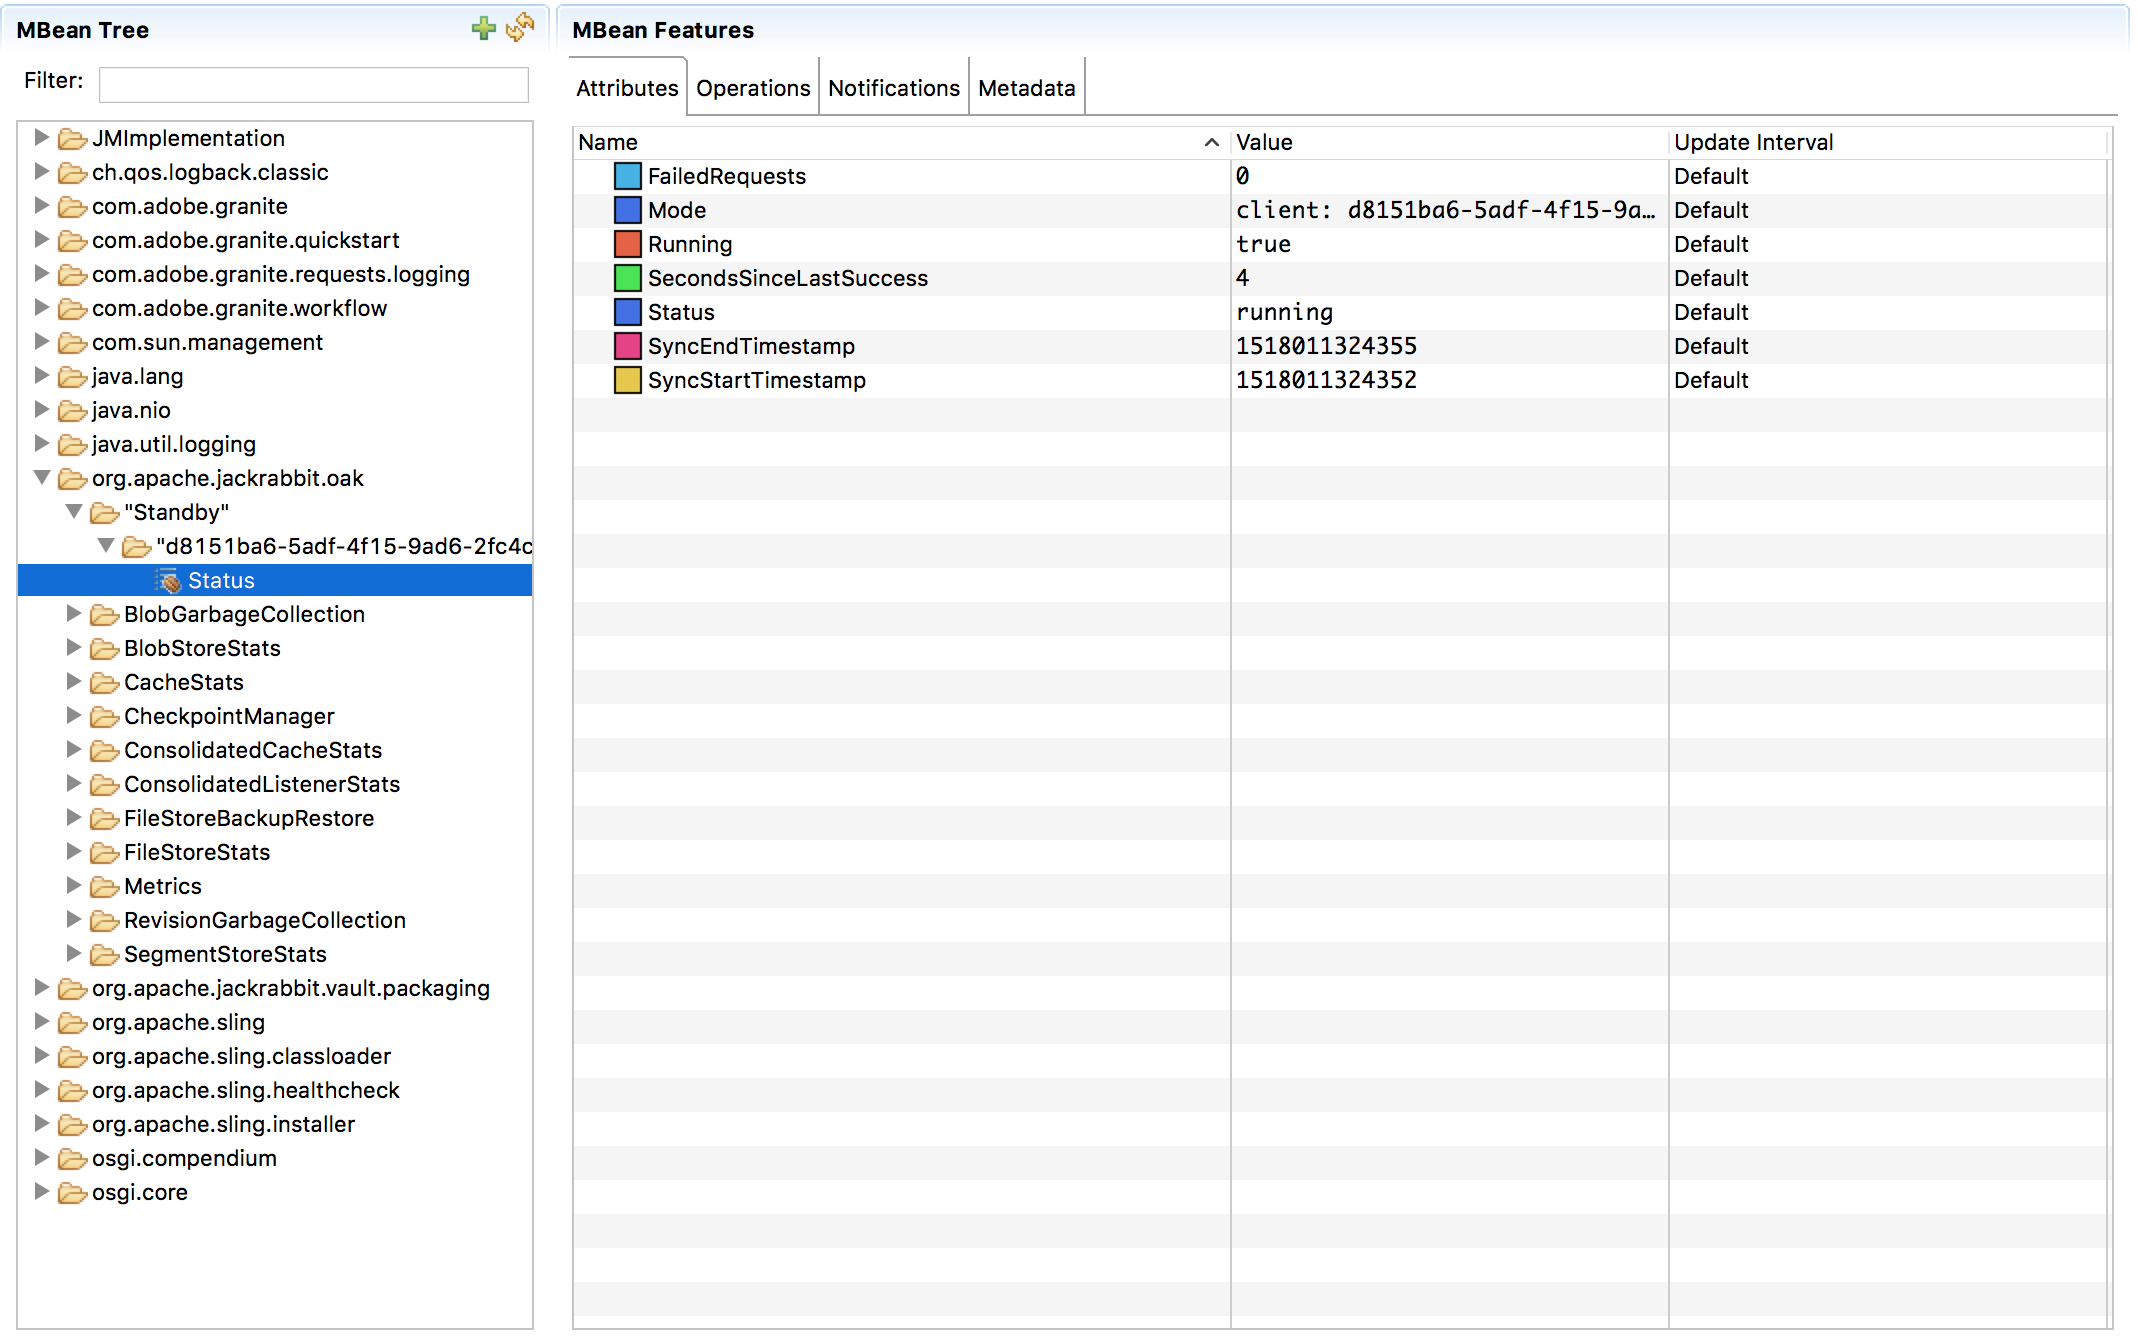 MBean Tree
Filter:
JMImplementation
ch.qos.logback.classic
com.adobe.granite
com.adobe.granite.quickstart
com.adobe.granite.requests.logging
com.adobe.granite.workflow
com.sun.management
java.lang
java.nio
java.util.logging
org.apache.jackrabbit.oak
"Standby"
"d8151ba6-5adf-4f15-9ad6-2fc4c
Status
BlobGarbageCollection
BlobStoreStats
CacheStats
CheckpointManager
ConsolidatedCacheStats
ConsolidatedListenerStats
FileStoreBackupRestore
FileStoreStats
Metrics
RevisionGarbageCollection
SegmentStoreStats
org.apache.jackrabbit.vault.packaging
org.apache.sling
org.apache.sling.classloader
org.apache.sling.healthcheck
org.apache.sling.installer
osgi.compendium
osgi.core
MBean Features
Attributes Operations Notifications Metadata
Name Value Update Interval
FailedRequests 0 Default
Mode client: d8151ba6-5adf-4f15-9a… Default
Running true Default
SecondsSinceLastSuccess 4 Default
Status running Default
SyncEndTimestamp 1518011324355 Default
SyncStartTimestamp 1518011324352 Default